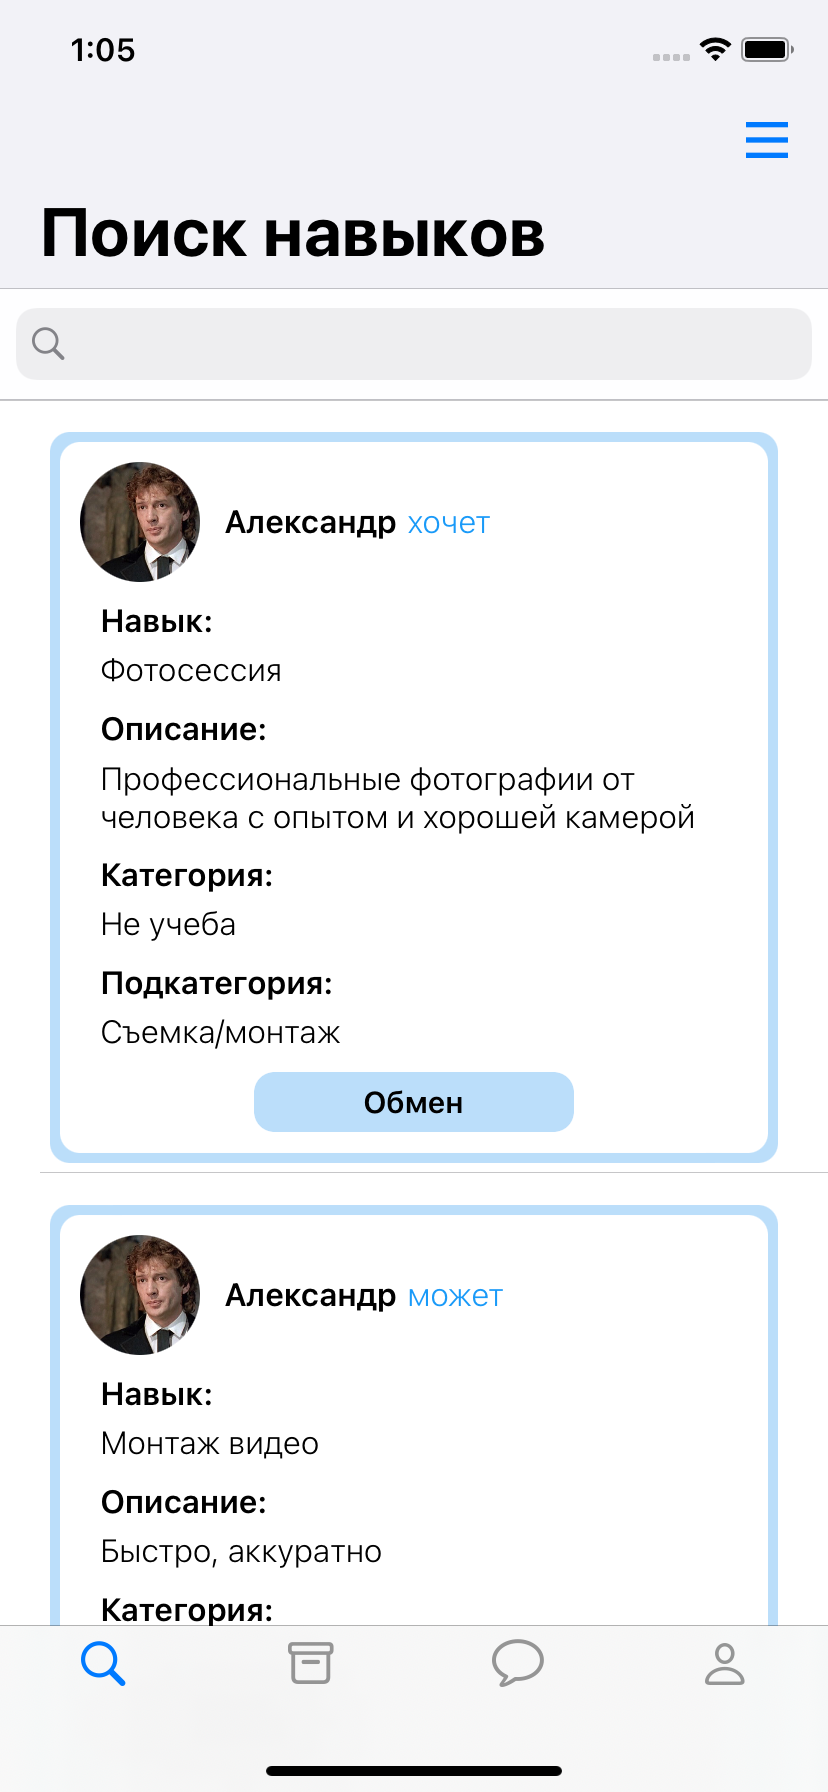 1:05
Поиск навыков
Александр хочет
Навык:
Фотосессия
Описание:
Профессиональные фотографии от
человека с опытом и хорошей камерой
Категория:
Не учеба
Подкатегория:
Съемка/монтаж
Обмен
Александр может
Навык:
Монтаж видео
Описание:
Быстро, аккуратно
Категория: